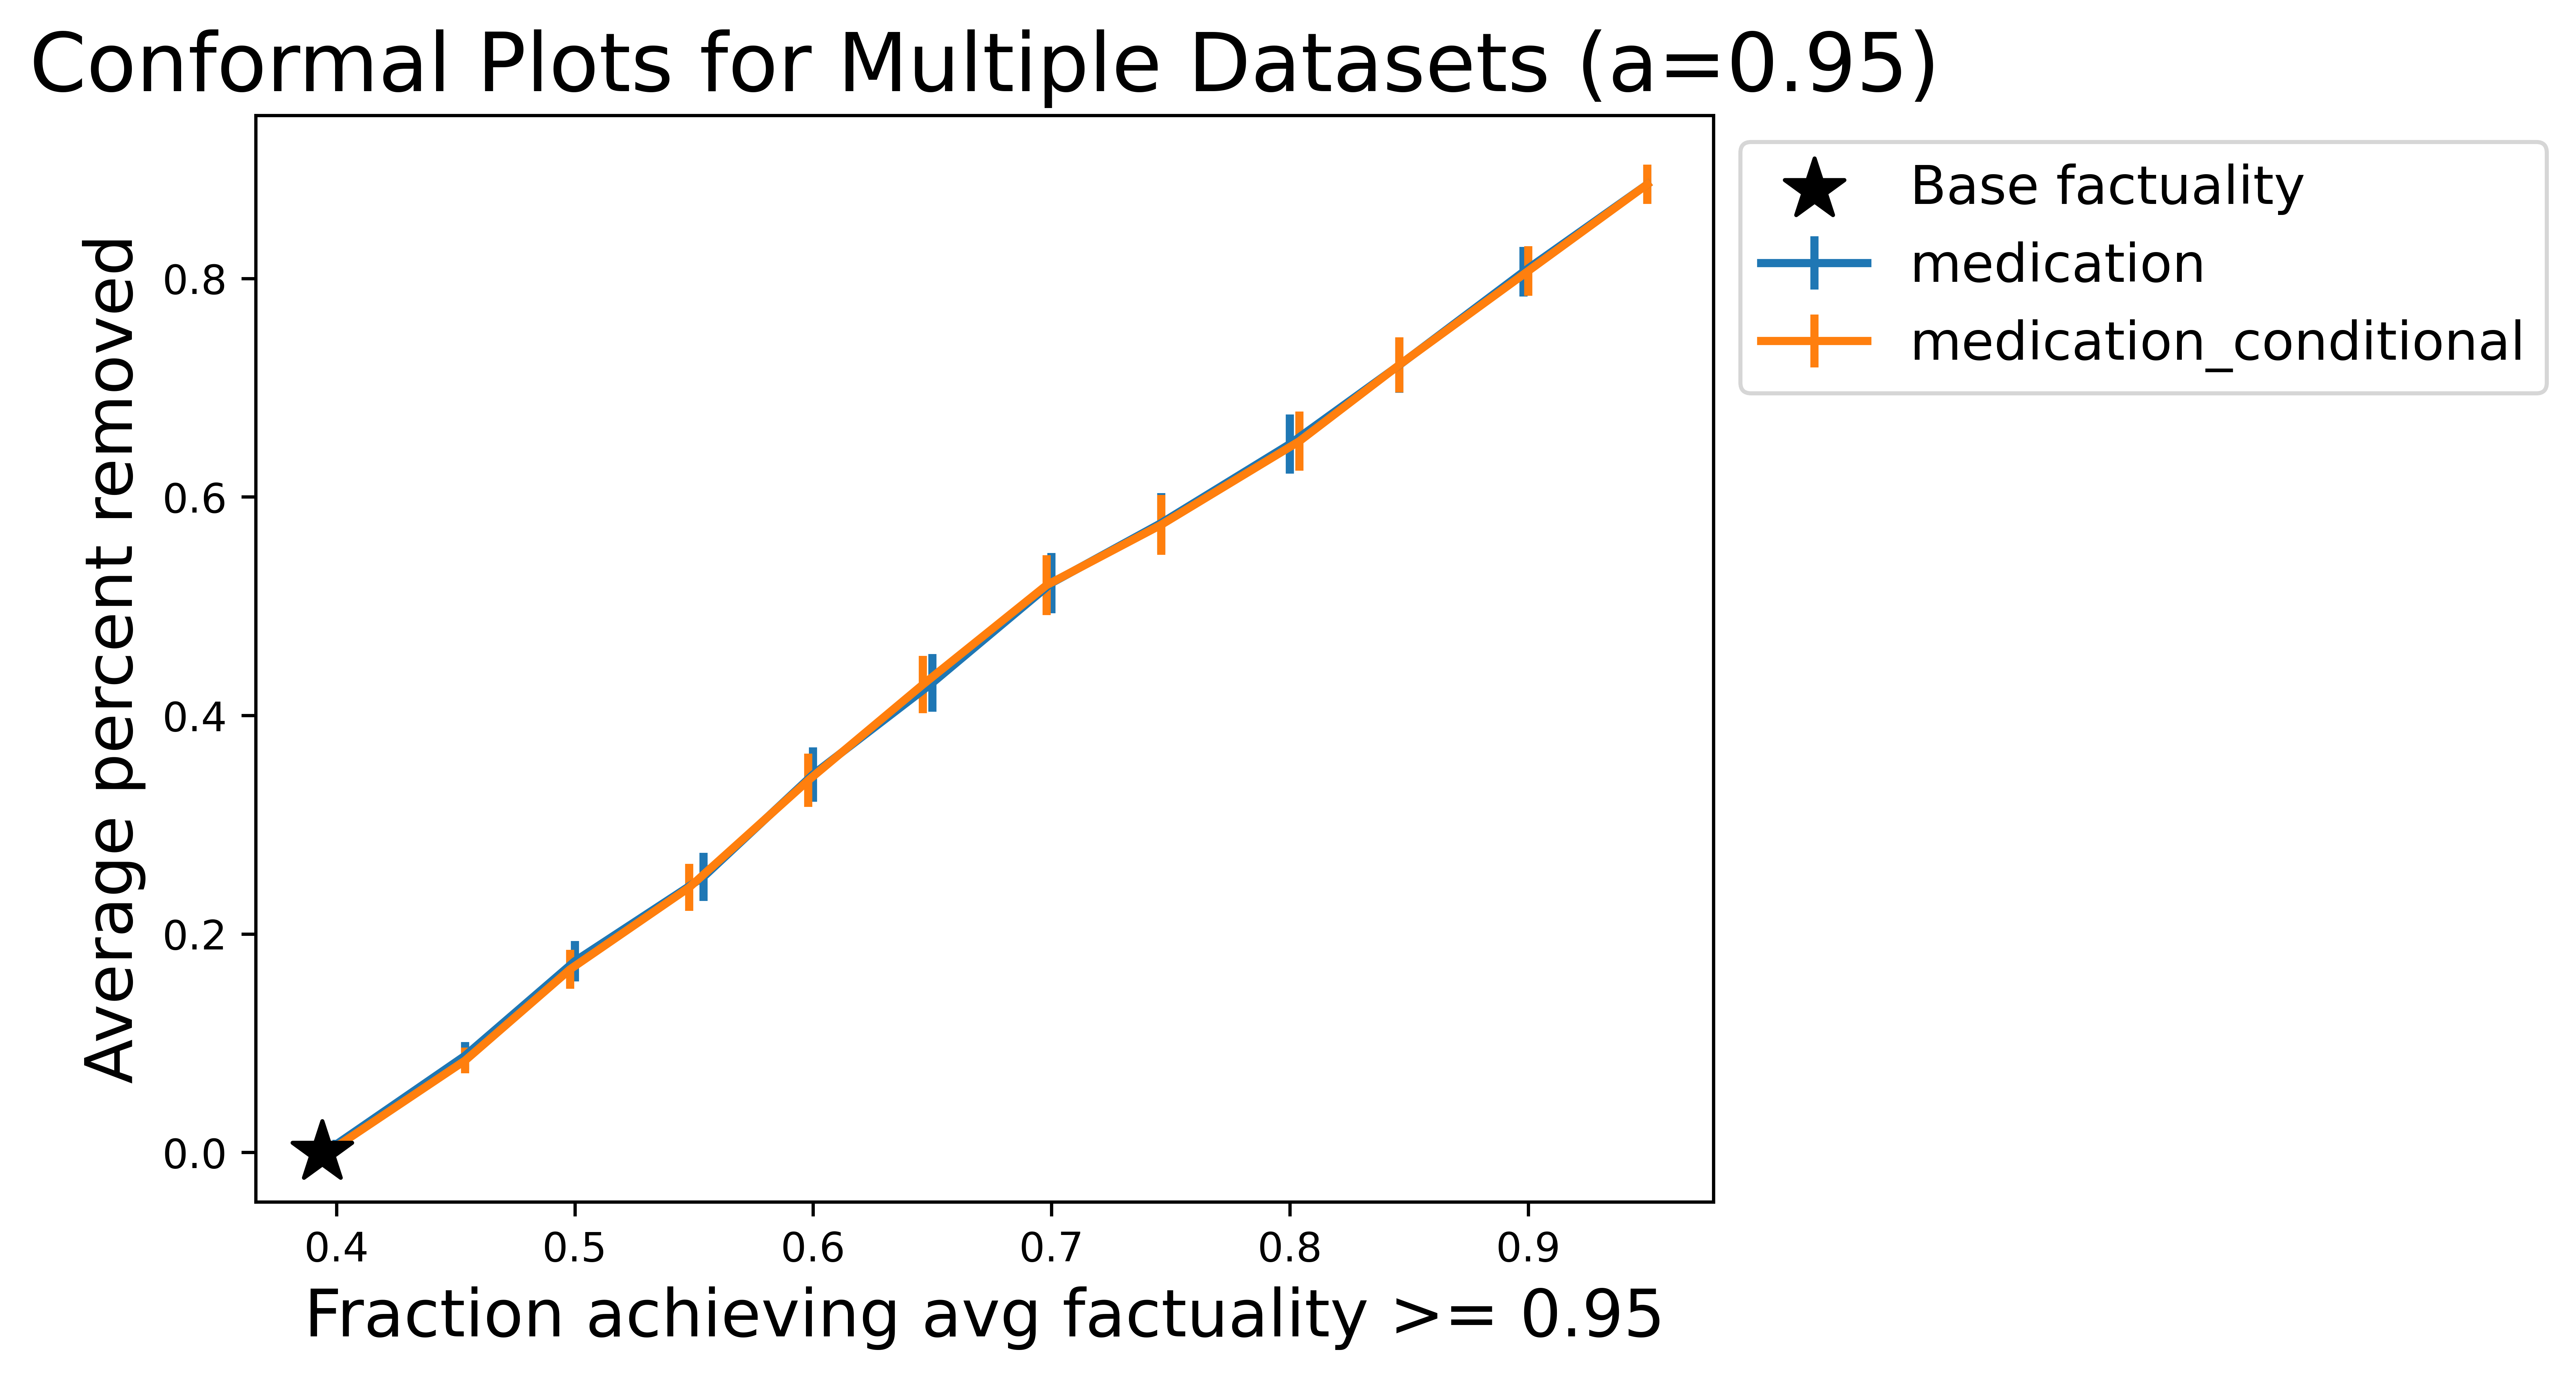 Conformal Plots for Multiple Datasets (a=0.95)
Base factuality
medication
medication_conditional
Average percent removed
0.8
0.6
0.4
0.2
0.0
0.4 0.5 0.6 0.7 0.8 0.9
Fraction achieving avg factuality >= 0.95